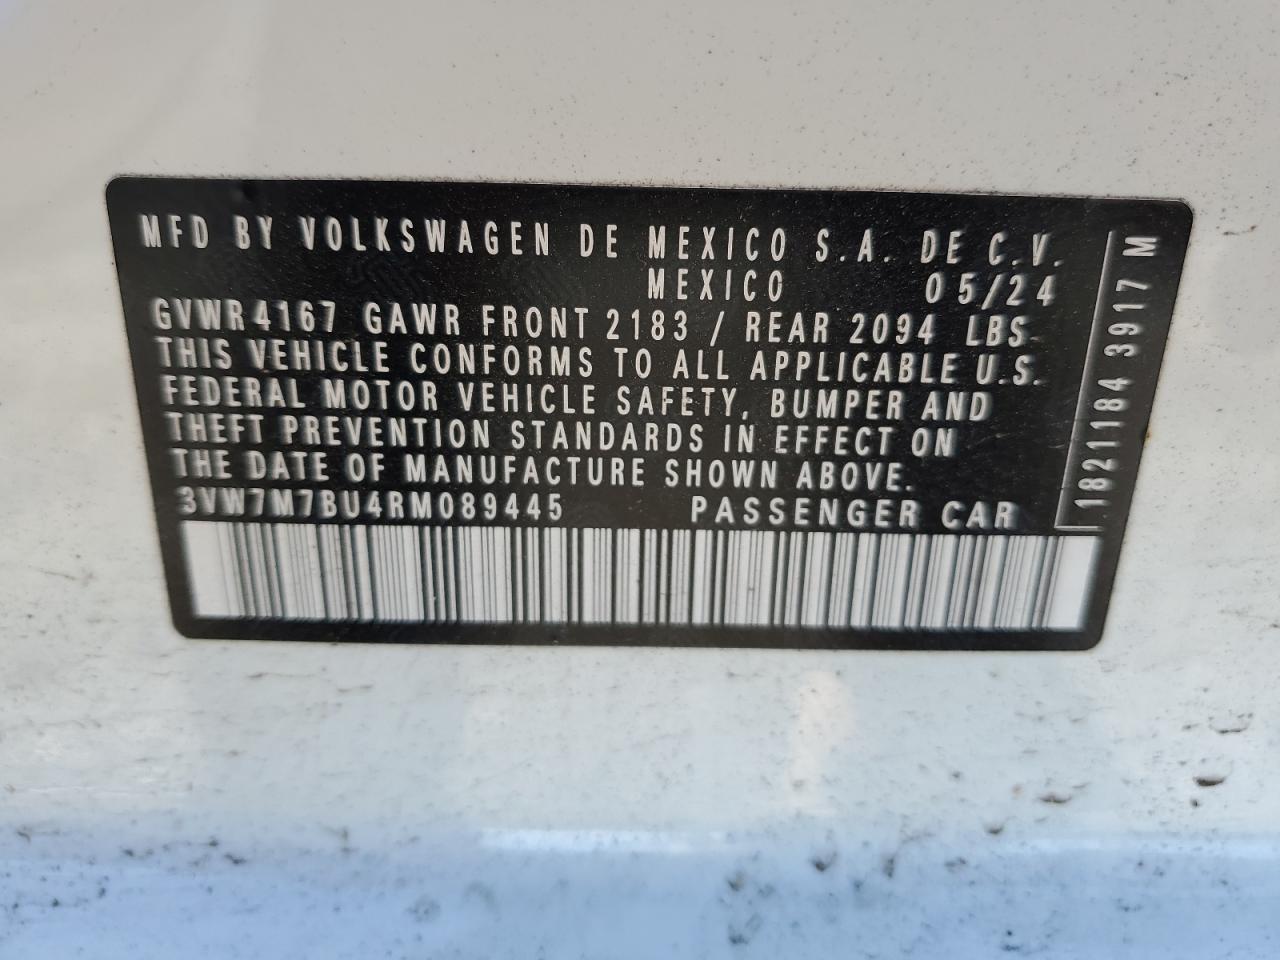 MFD BY VOLKSWAGEN DE MEXICO S.A. DE C.V.
MEXICO 05/24
GVWR 4167 GAWR FRONT 2183 / REAR 2094 LBS
THIS VEHICLE CONFORMS TO ALL APPLICABLE U.S.
FEDERAL MOTOR VEHICLE SAFETY, BUMPER AND
THEFT PREVENTION STANDARDS IN EFFECT ON
THE DATE OF MANUFACTURE SHOWN ABOVE.
3VW7M7BU4RM089445 PASSENGER CAR
1821184 3917 M